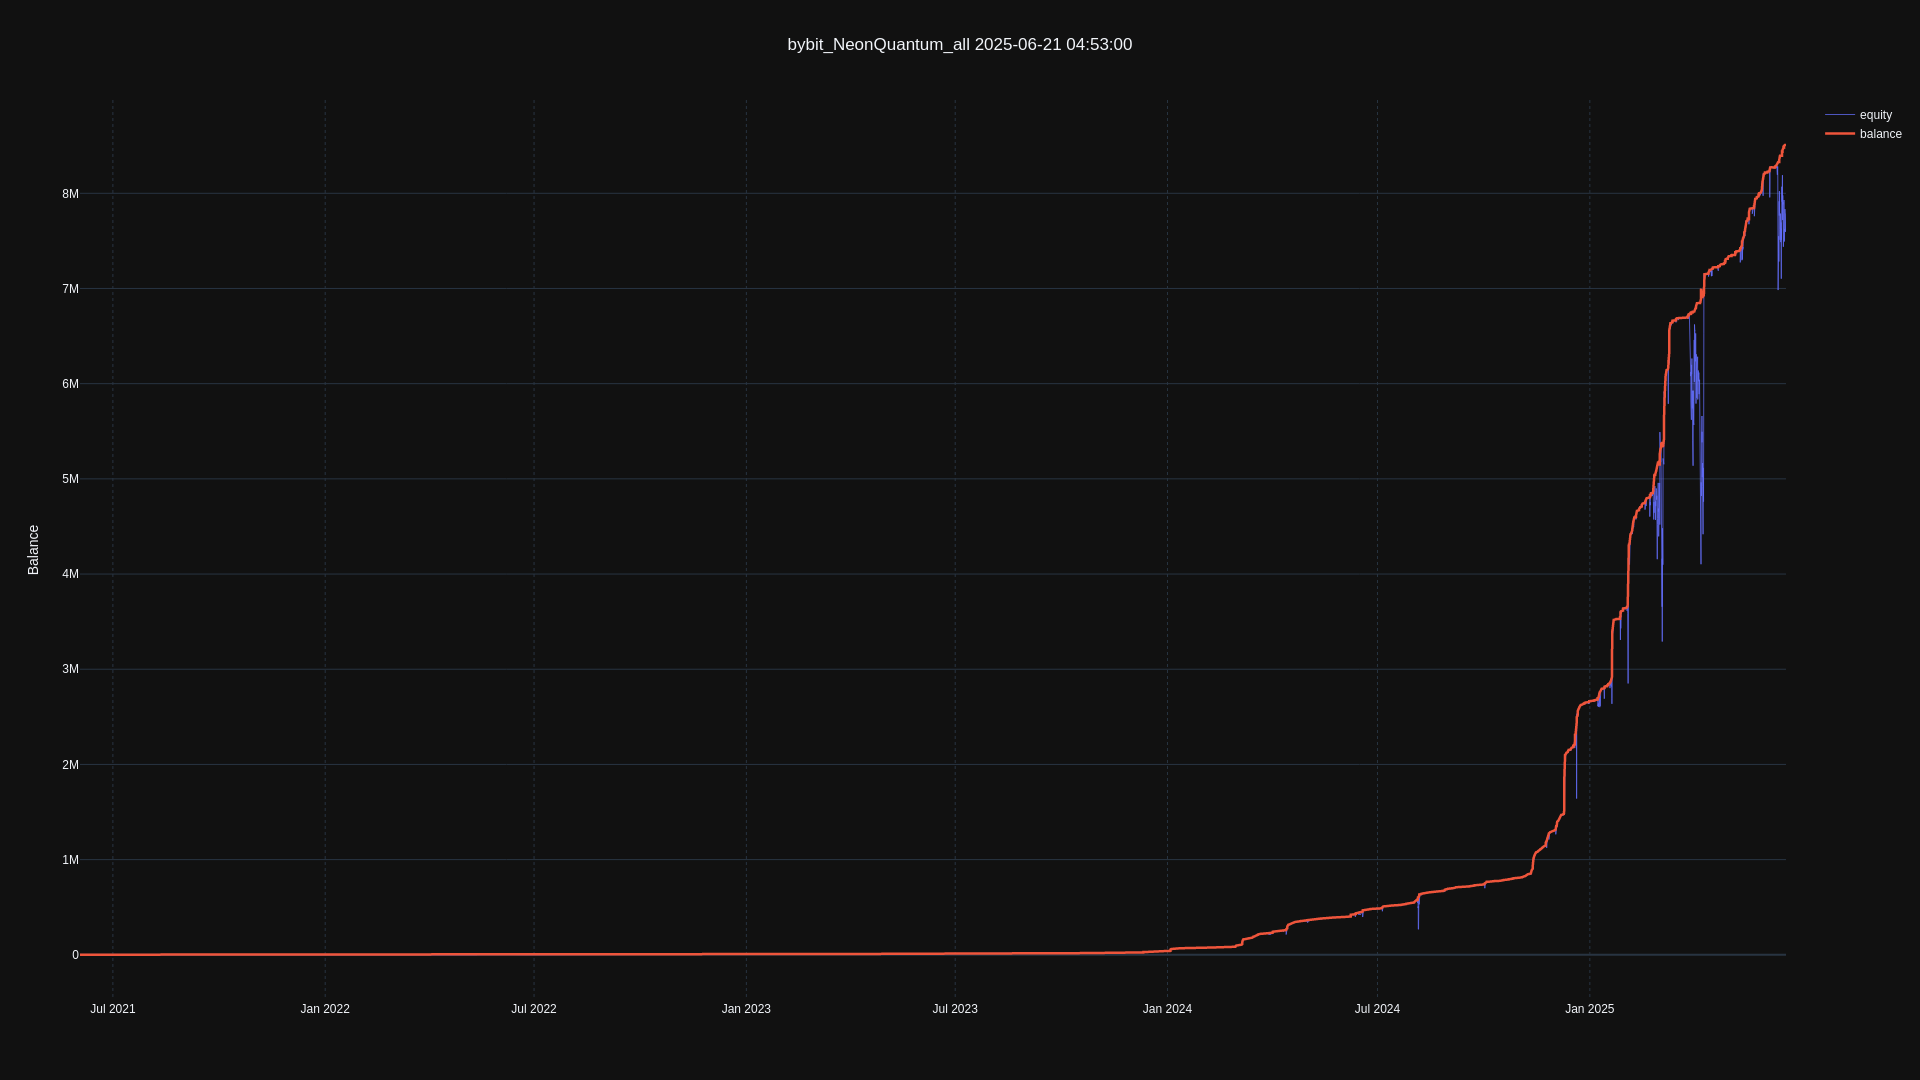 bybit_NeonQuantum_all 2025-06-21 04:53:00
equity
balance
8M
7M
6M
5M
4M
3M
2M
1M
0
Balance
Jul 2021
Jan 2022
Jul 2022
Jan 2023
Jul 2023
Jan 2024
Jul 2024
Jan 2025